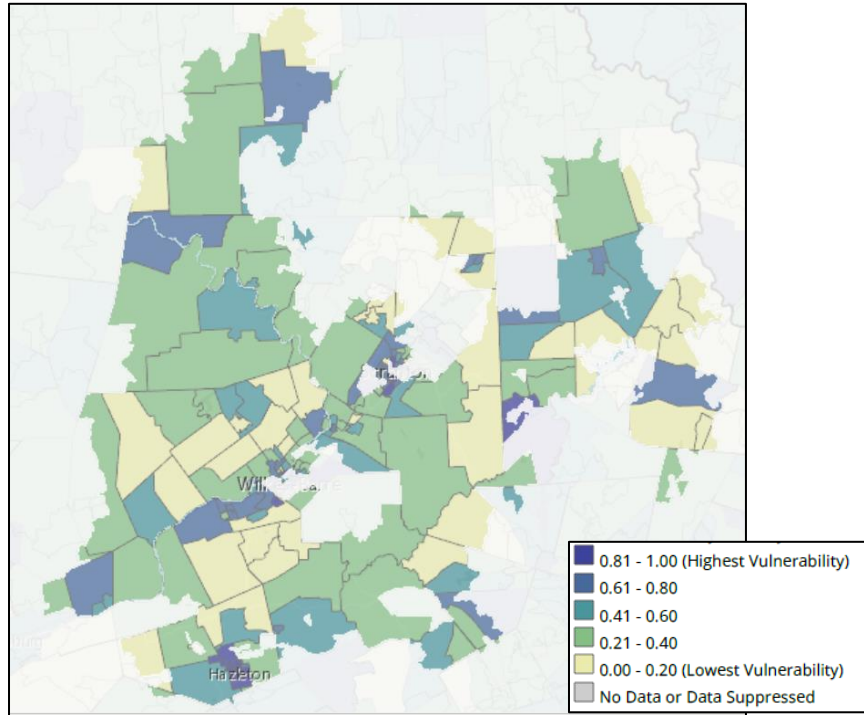 Hazleton
0.81 - 1.00 (Highest Vulnerability)
0.61 - 0.80
0.41 - 0.60
0.21 - 0.40
0.00 - 0.20 (Lowest Vulnerability)
No Data or Data Suppressed